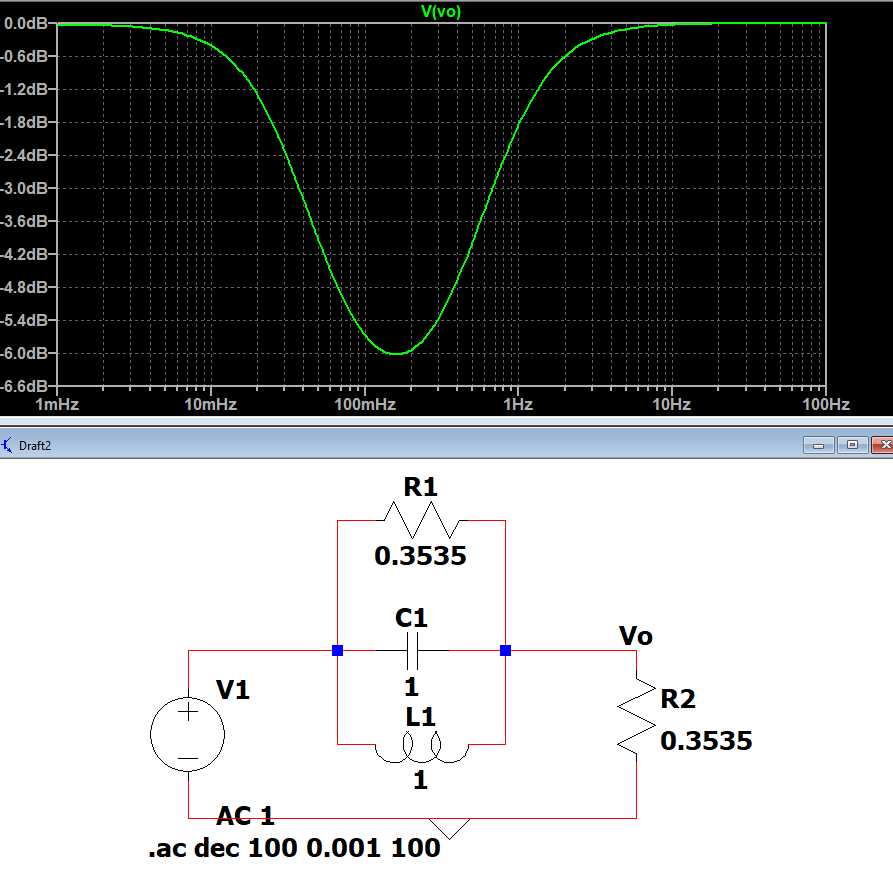 V(vo)
0.0dB
-0.6dB
-1.2dB
-1.8dB
-2.4dB
-3.0dB
-3.6dB
-4.2dB
-4.8dB
-5.4dB
-6.0dB
-6.6dB
1mHz 10mHz 100mHz 1Hz 10Hz 100Hz
Draft2
R1
0.3535
C1
1
L1
1
Vo
V1
R2
0.3535
AC 1
.ac dec 100 0.001 100